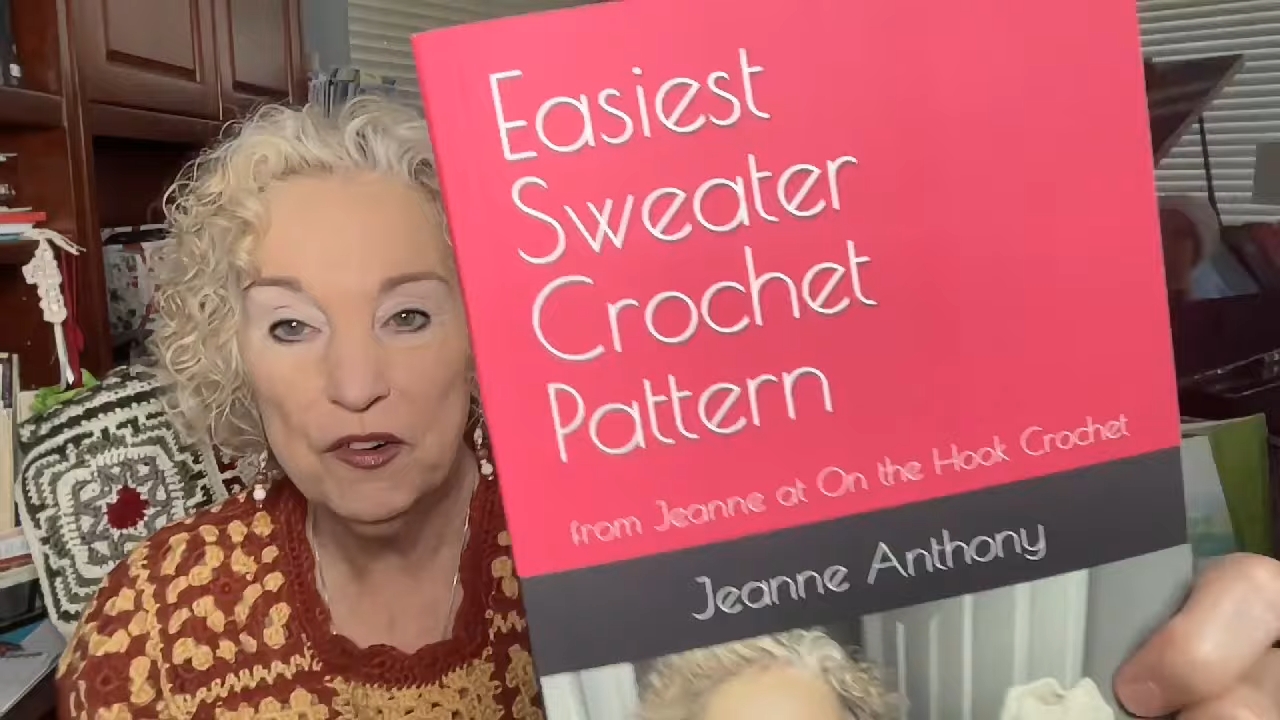 Easiest
Sweater
Crochet
Pattern
from Jeanne at On the Hook Crochet
Jeanne Anthony